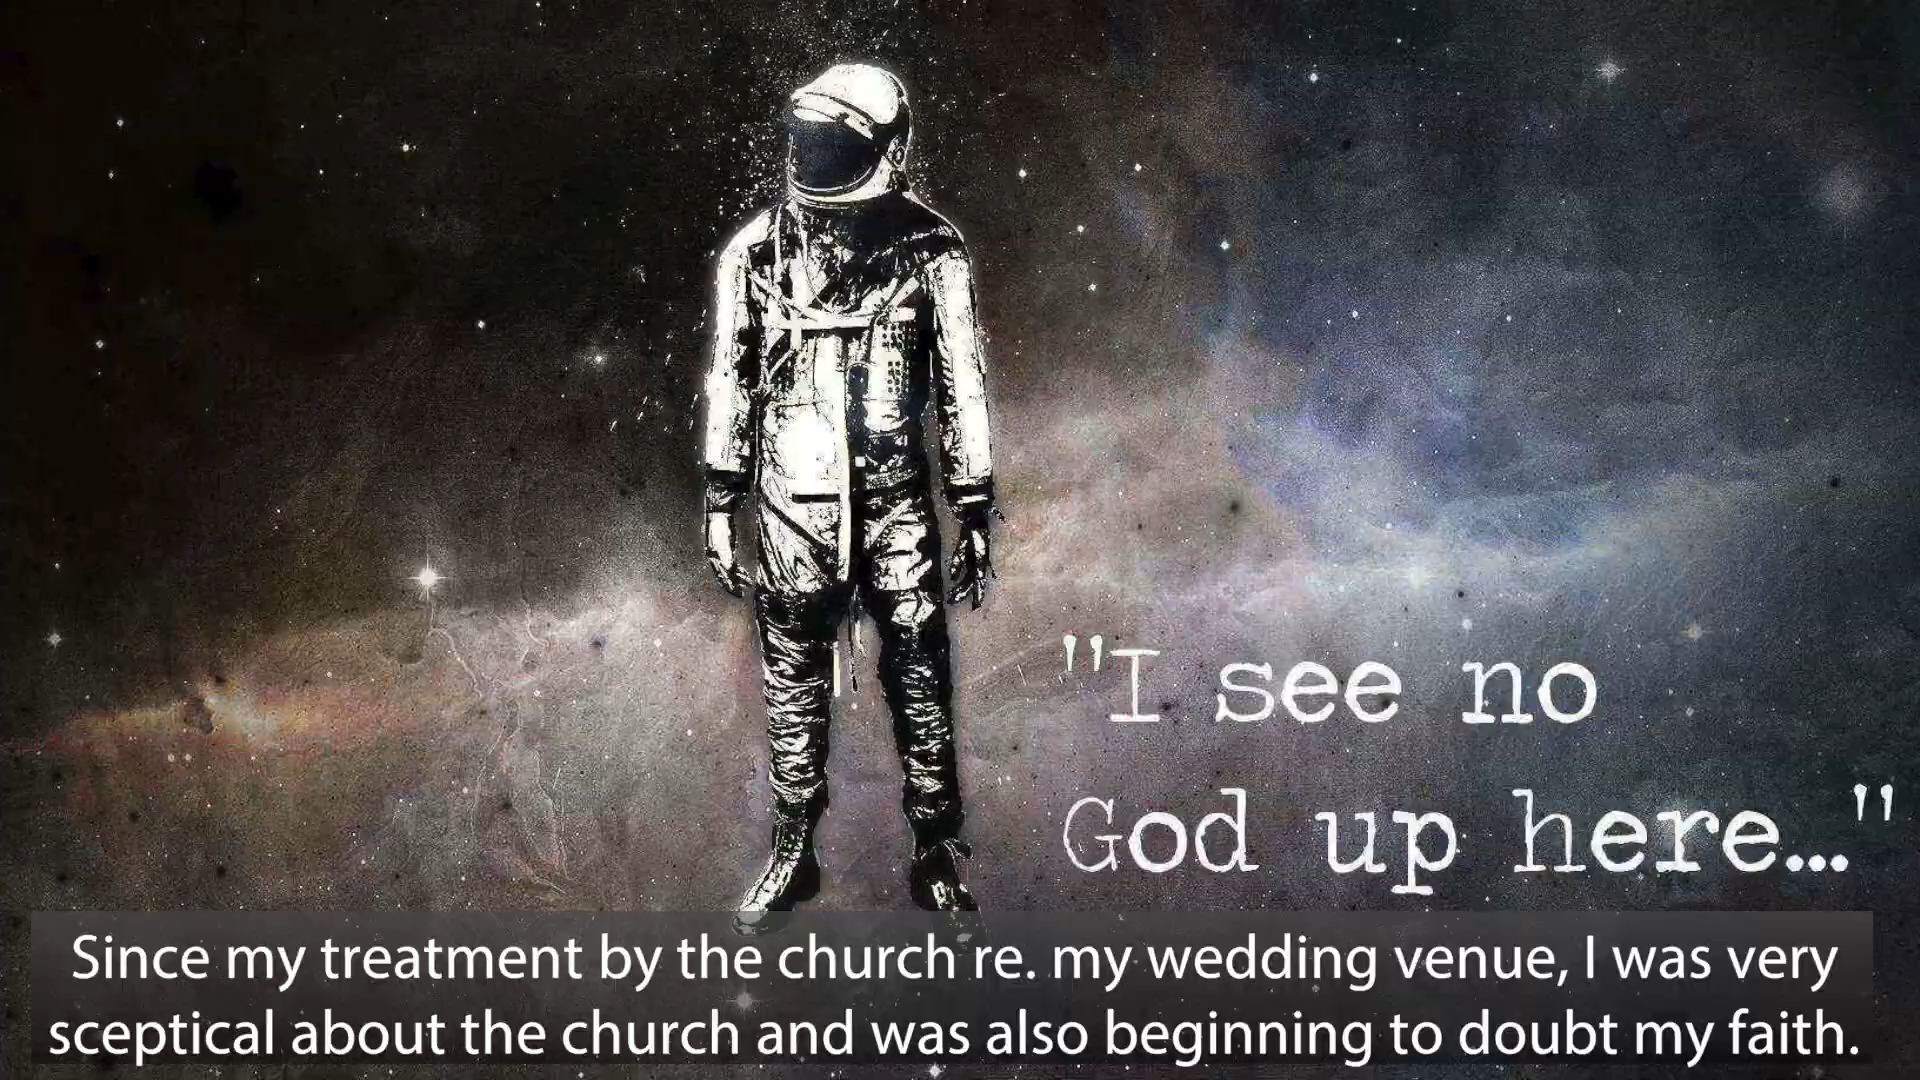 "I see no
God up here..."
Since my treatment by the church re. my wedding venue, I was very
sceptical about the church and was also beginning to doubt my faith.